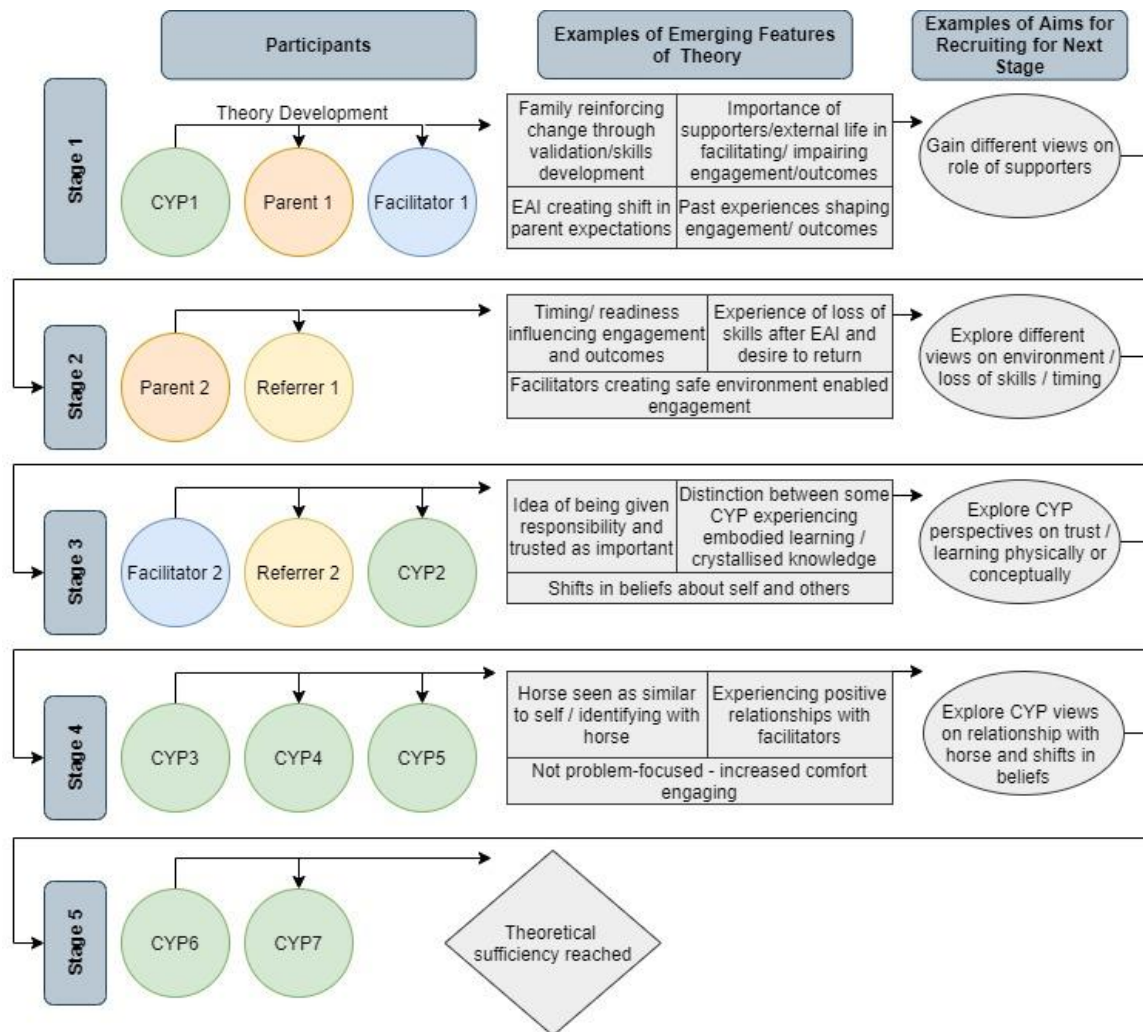 Participants
Examples of Emerging Features
of Theory
Examples of Aims for
Recruiting for Next
Stage
Stage 1
Theory Development
CYP1
Parent 1
Facilitator 1
Family reinforcing
change through
validation/skills
development
Importance of
supporters/external life in
facilitating/ impairing
engagement/outcomes
EAI creating shift in
parent expectations
Past experiences shaping
engagement/ outcomes
Gain different views on
role of supporters
Stage 2
Parent 2
Referrer 1
Timing/ readiness
influencing engagement
and outcomes
Experience of loss of
skills after EAI and
desire to return
Facilitators creating safe environment enabled
engagement
Explore different
views on environment /
loss of skills / timing
Stage 3
Facilitator 2
Referrer 2
CYP2
Idea of being given
responsibility and
trusted as important
Distinction between some
CYP experiencing
embodied learning /
crystallised knowledge
Shifts in beliefs about self and others
Explore CYP
perspectives on trust /
learning physically or
conceptually
Stage 4
CYP3
CYP4
CYP5
Horse seen as similar
to self / identifying with
horse
Experiencing positive
relationships with
facilitators
Not problem-focused - increased comfort
engaging
Explore CYP views
on relationship with
horse and shifts in
beliefs
Stage 5
CYP6
CYP7
Theoretical
sufficiency reached